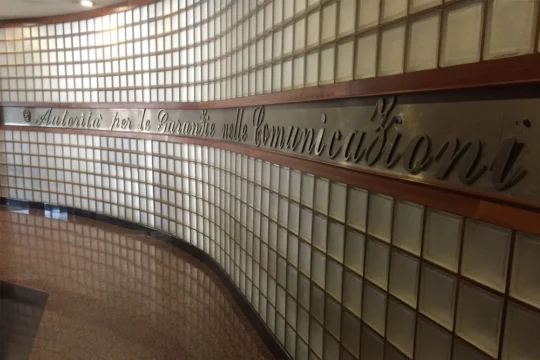 Autorità per le Garanzie nelle Comunicazioni